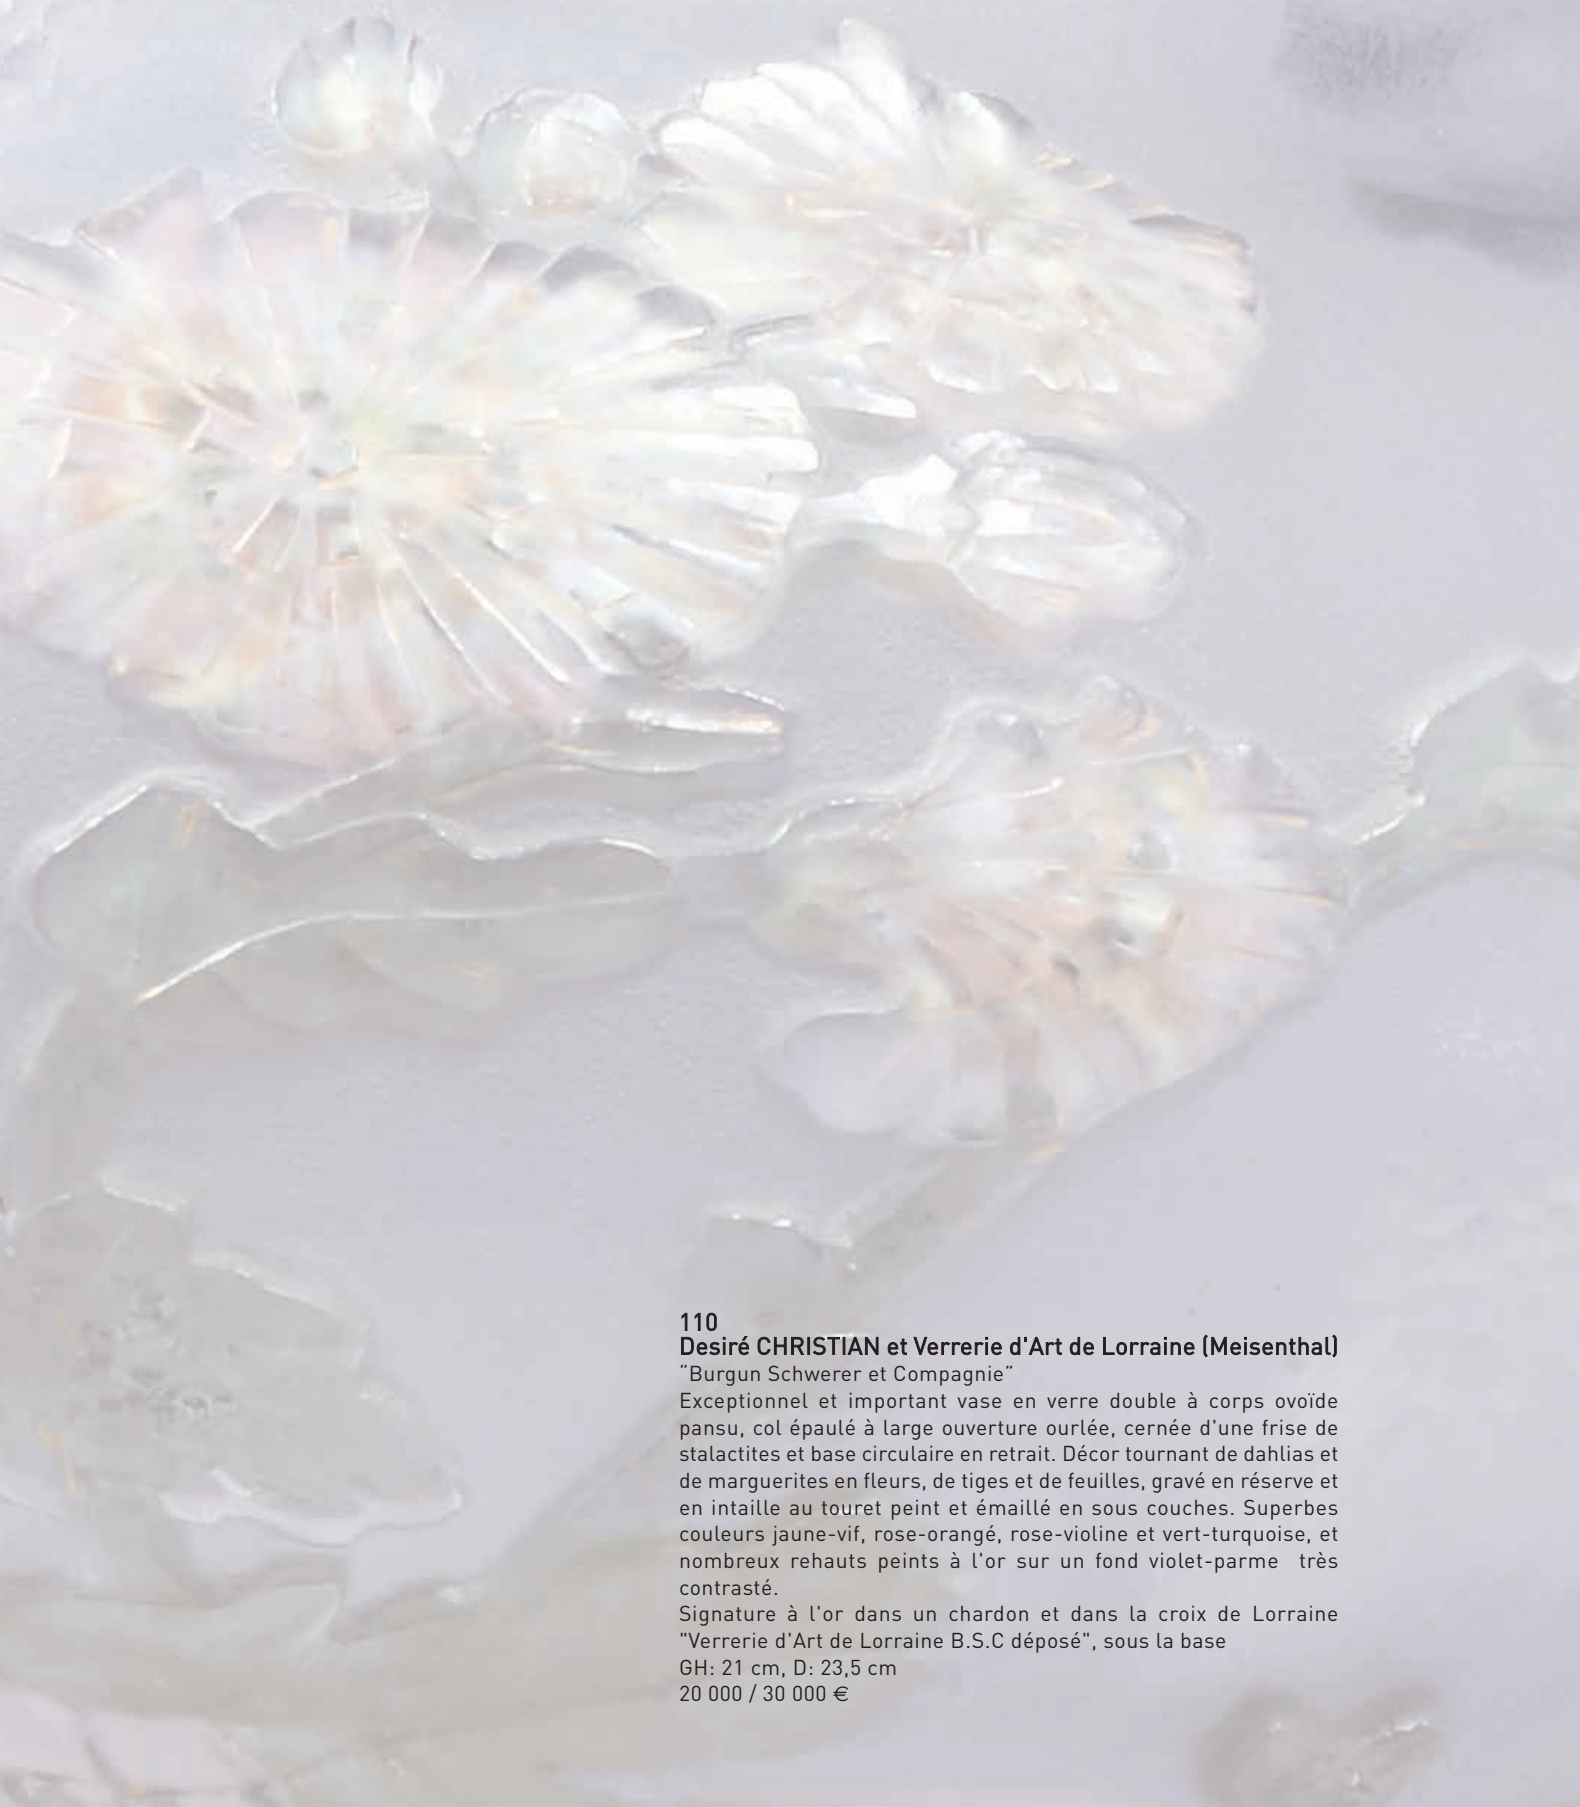 110
Desiré CHRISTIAN et Verrerie d'Art de Lorraine (Meisenthal)
“Burgun Schwerer et Compagnie”
Exceptionnel et important vase en verre double à corps ovoïde
pansu, col épaulé à large ouverture ourlée, cernée d'une frise de
stalactites et base circulaire en retrait. Décor tournant de dahlias et
de marguerites en fleurs, de tiges et de feuilles, gravé en réserve et
en intaille au touret peint et émaillé en sous couches. Superbes
couleurs jaune-vif, rose-orangé, rose-violine et vert-turquoise, et
nombreux rehauts peints à l'or sur un fond violet-parme très
contrasté.
Signature à l'or dans un chardon et dans la croix de Lorraine
"Verrerie d'Art de Lorraine B.S.C déposé", sous la base
GH: 21 cm, D: 23,5 cm
20 000 / 30 000 €